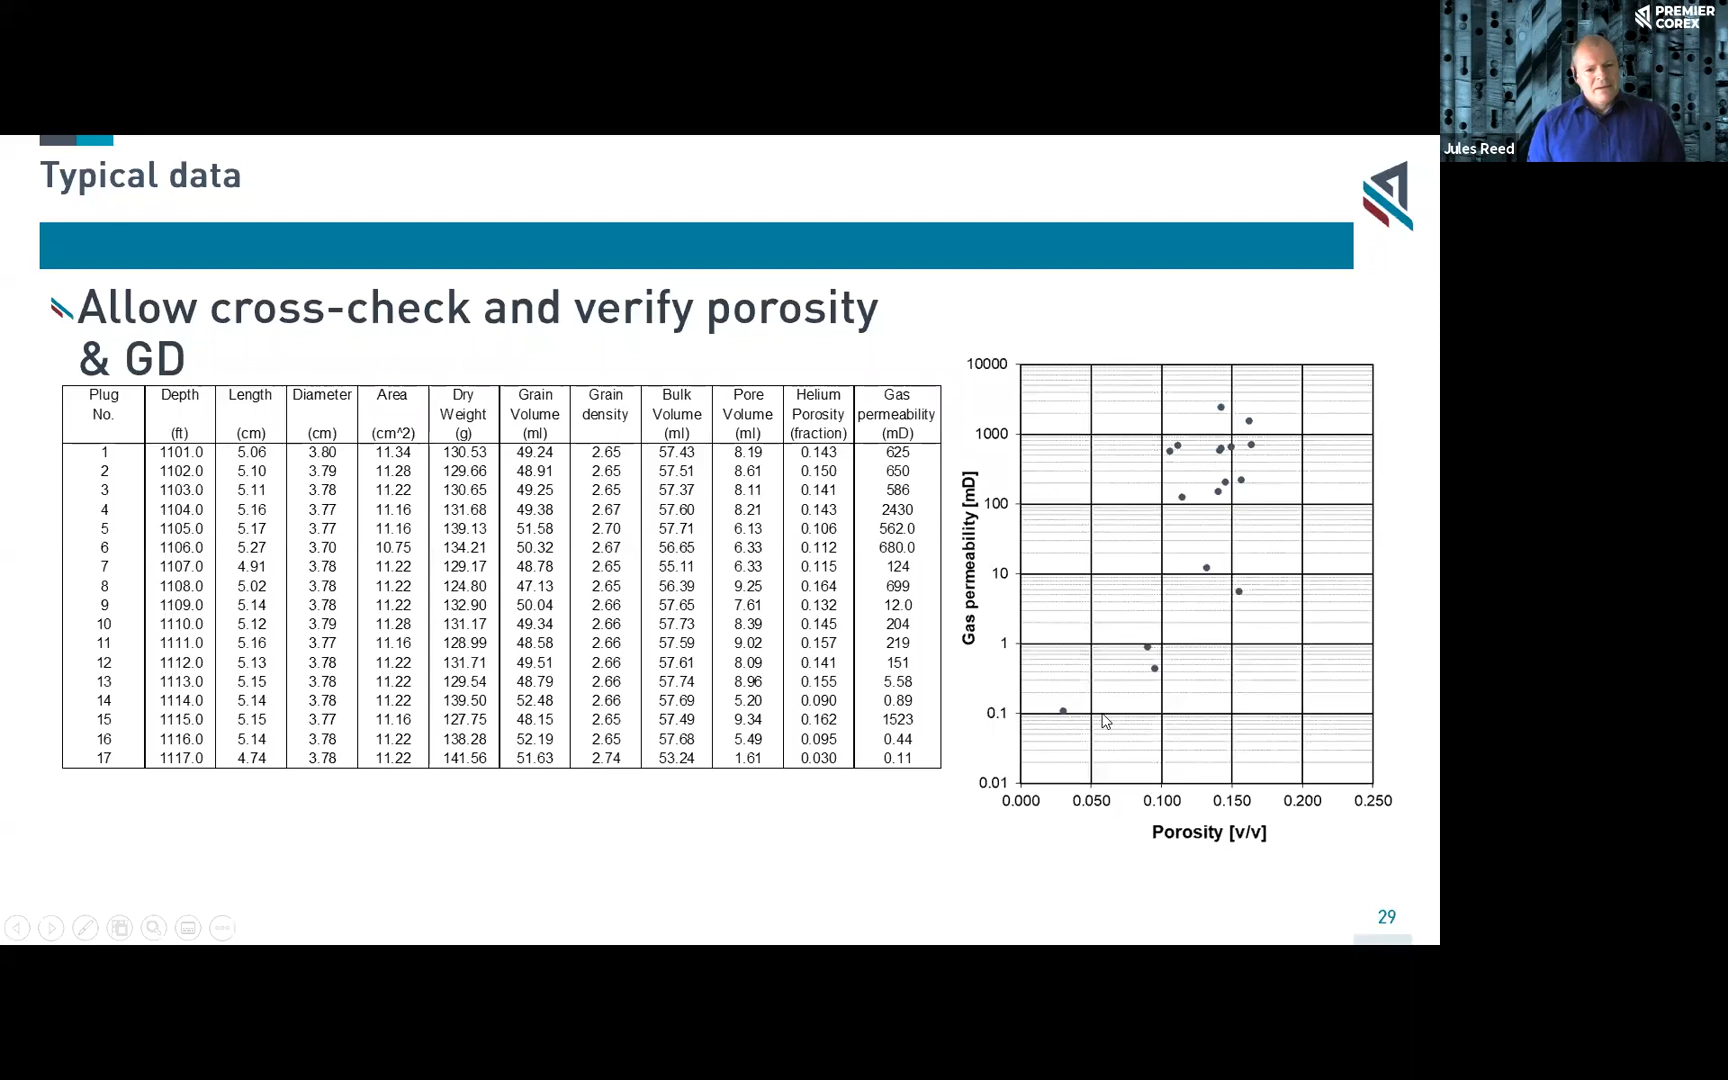 PREMIER
COREX
Jules Reed
Typical data
Allow cross-check and verify porosity
& GD
Plug Depth Length Diameter Area Dry Grain Grain Bulk Pore Helium Gas
No. Weight Volume density Volume Volume Porosity permeability
(ft) (cm) (cm) (cm^2) (g) (ml) (ml) (ml) (fraction) (mD)
1 1101.0 5.06 3.80 11.34 130.53 49.24 2.65 57.43 8.19 0.143 625
2 1102.0 5.10 3.79 11.28 129.66 48.91 2.65 57.51 8.61 0.150 650
3 1103.0 5.11 3.78 11.22 130.65 49.25 2.65 57.37 8.11 0.141 586
4 1104.0 5.16 3.77 11.16 131.68 49.38 2.67 57.60 8.21 0.143 2430
5 1105.0 5.17 3.77 11.16 139.13 51.58 2.70 57.71 6.13 0.106 562.0
6 1106.0 5.27 3.70 10.75 134.21 50.32 2.67 56.65 6.33 0.112 680.0
7 1107.0 4.91 3.78 11.22 129.17 48.78 2.65 55.11 6.33 0.115 124
8 1108.0 5.02 3.78 11.22 124.80 47.13 2.65 56.39 9.25 0.164 699
9 1109.0 5.14 3.78 11.22 132.90 50.04 2.66 57.65 7.61 0.132 12.0
10 1110.0 5.12 3.79 11.28 131.17 49.34 2.66 57.73 8.39 0.145 204
11 1111.0 5.16 3.77 11.16 128.99 48.58 2.66 57.59 9.02 0.157 219
12 1112.0 5.13 3.78 11.22 131.71 49.51 2.66 57.61 8.09 0.141 151
13 1113.0 5.15 3.78 11.22 129.54 48.79 2.66 57.74 8.96 0.155 5.58
14 1114.0 5.14 3.78 11.22 139.50 52.48 2.66 57.69 5.20 0.090 0.89
15 1115.0 5.15 3.77 11.16 127.75 48.15 2.65 57.49 9.34 0.162 1523
16 1116.0 5.14 3.78 11.22 138.28 52.19 2.65 57.68 5.49 0.095 0.44
17 1117.0 4.74 3.78 11.22 141.56 51.63 2.74 53.24 1.61 0.030 0.11
Gas permeability [mD]
10000
1000
100
10
1
0.1
0.01
0.000 0.050 0.100 0.150 0.200 0.250
Porosity [v/v]
29